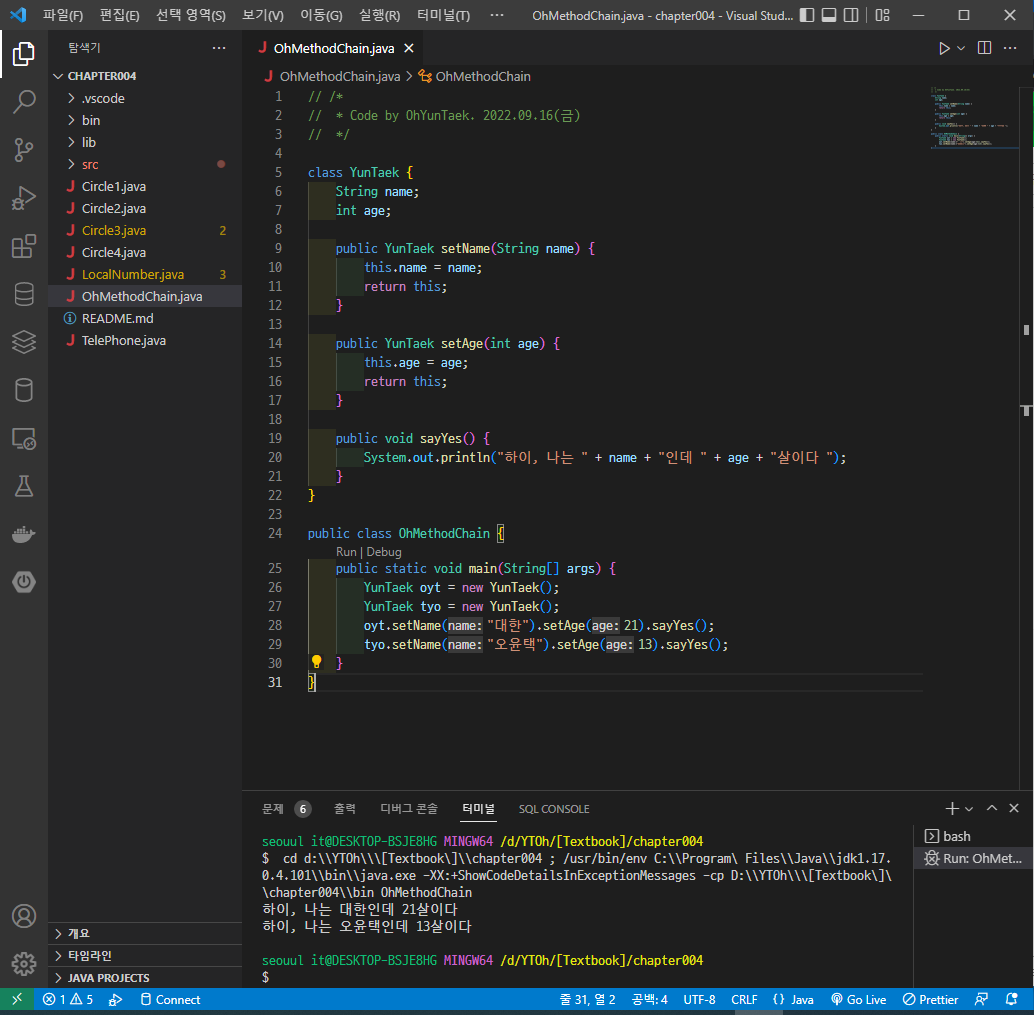 파일(F) 편집(E) 선택 영역(S) 보기(V) 이동(G) 실행(R) 터미널(T) ··· OhMethodChain.java - chapter004 - Visual Stud...
탐색기 ···
CHAPTER004
.vscode
bin
lib
src
J Circle1.java
J Circle2.java
J Circle3.java 2
J Circle4.java
J LocalNumber.java 3
J OhMethodChain.java
README.md
J TelePhone.java
개요
타임라인
JAVA PROJECTS
J OhMethodChain.java
J OhMethodChain.java > OhMethodChain
1 // /*
2 //  * Code by OhYunTaek. 2022.09.16(금)
3 //  */
4
5 class YunTaek {
6     String name;
7     int age;
8
9     public YunTaek setName(String name) {
10         this.name = name;
11         return this;
12     }
13
14     public YunTaek setAge(int age) {
15         this.age = age;
16         return this;
17     }
18
19     public void sayYes() {
20         System.out.println("하이, 나는 " + name + "인데 " + age + "살이다 ");
21     }
22 }
23
24 public class OhMethodChain {
Run | Debug
25     public static void main(String[] args) {
26         YunTaek oyt = new YunTaek();
27         YunTaek tyo = new YunTaek();
28         oyt.setName(name: "대한").setAge(age: 21).sayYes();
29         tyo.setName(name: "오윤택").setAge(age: 13).sayYes();
30     }
31 }
문제 6 출력 디버그 콘솔 터미널 SQL CONSOLE
seouul it@DESKTOP-BSJE8HG MINGW64 /d/YTOh/[Textbook]/chapter004
$  cd d:\\YTOh\\\[Textbook\]\\chapter004 ; /usr/bin/env C:\\Program\ Files\\Java\\jdk1.17.
0.4.101\\bin\\java.exe -XX:+ShowCodeDetailsInExceptionMessages -cp D:\\YTOh\\\[Textbook\]\
\chapter004\\bin OhMethodChain
하이, 나는 대한인데 21살이다
하이, 나는 오윤택인데 13살이다
seouul it@DESKTOP-BSJE8HG MINGW64 /d/YTOh/[Textbook]/chapter004
$
bash
Run: OhMet...
1 5 Connect 줄 31, 열 2 공백: 4 UTF-8 CRLF {} Java Go Live Prettier